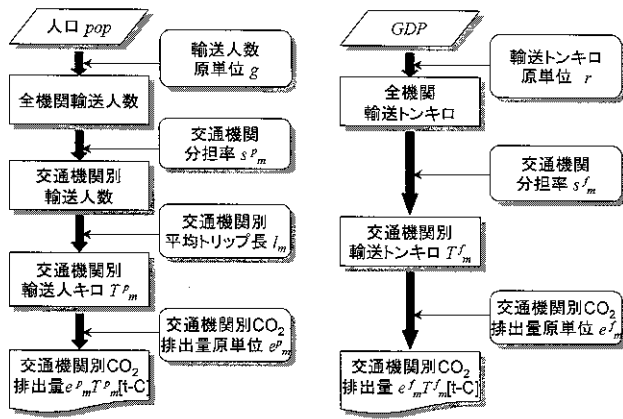 人口 pop
輸送人数
原単位 g
全機関輸送人数
交通機関
分担率 s^p_m
交通機関別
輸送人数
交通機関別
平均トリップ長 l_m
交通機関別
輸送人キロ T^p_m
交通機関別CO₂
排出量原単位 e^p_m
交通機関別CO₂
排出量e^p_m T^p_m[t-C]
GDP
輸送トンキロ
原単位 r
全機関
輸送トンキロ
交通機関
分担率 s^f_m
交通機関別
輸送トンキロ T^f_m
交通機関別CO₂
排出量原単位 e^f_m
交通機関別CO₂
排出量 e^f_m T^f_m[t-C]